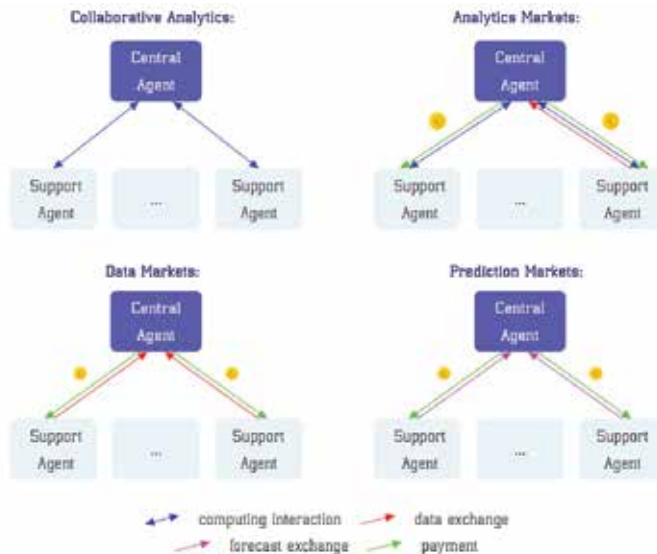 Collaborative Analytics:
Central
Agent
Support
Agent
...
Support
Agent
Analytics Markets:
Central
Agent
Support
Agent
...
Support
Agent
Data Markets:
Central
Agent
Support
Agent
...
Support
Agent
Prediction Markets:
Central
Agent
Support
Agent
...
Support
Agent
computing interaction
data exchange
forecast exchange
payment